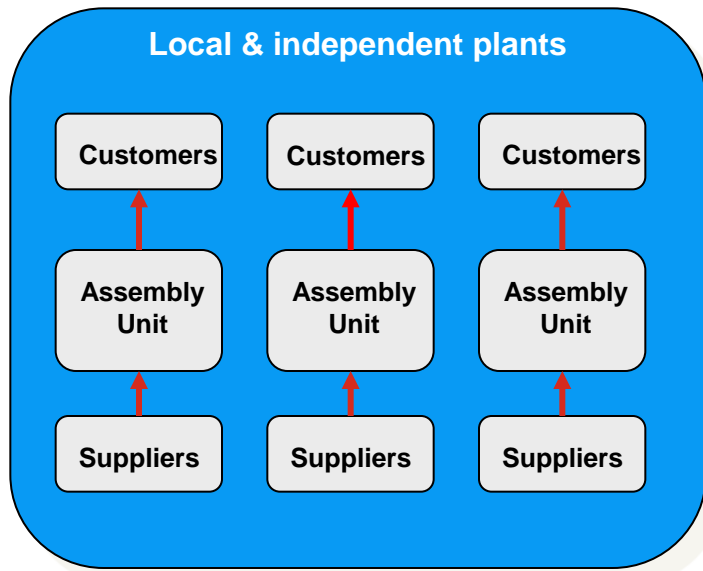 Local & independent plants
Customers
Customers
Customers
Assembly
Unit
Assembly
Unit
Assembly
Unit
Suppliers
Suppliers
Suppliers